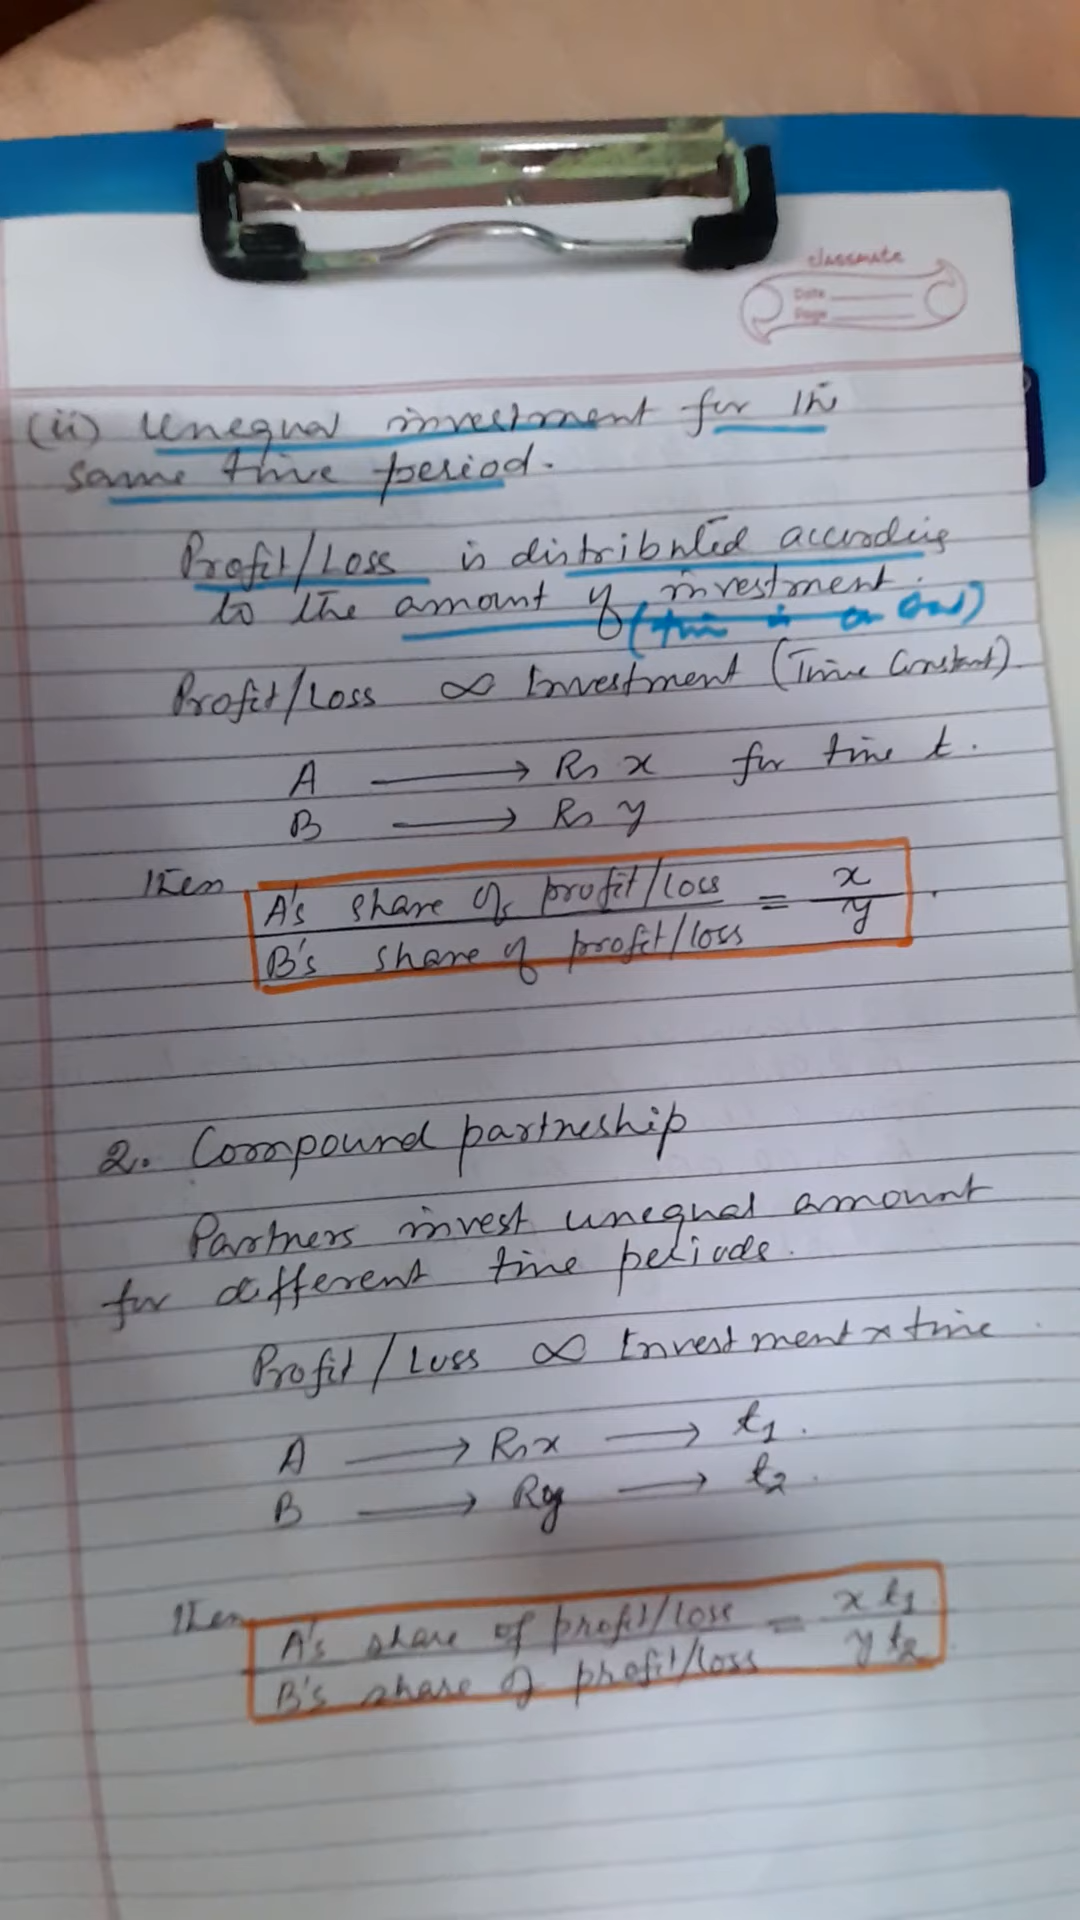 classmate
Date
Page
(ii) Unequal investment for the
same time period.
Profit/Loss is distributed according
to the amount of investment.
Profit/Loss ∝ Investment (Time Constant)
A ⟶ Rs x for time t.
B ⟶ Rs y
Then A's share of profit/loss / B's share of profit/loss = x/y.
2. Compound partneship
Partners invest unequal amount
for different time periods.
Profit/Loss ∝ Investment x time.
A ⟶ Rs x ⟶ t₁.
B ⟶ Ry ⟶ t₂.
Then A's share of profit/loss / B's share of profit/loss = x t₁ / y t₂.